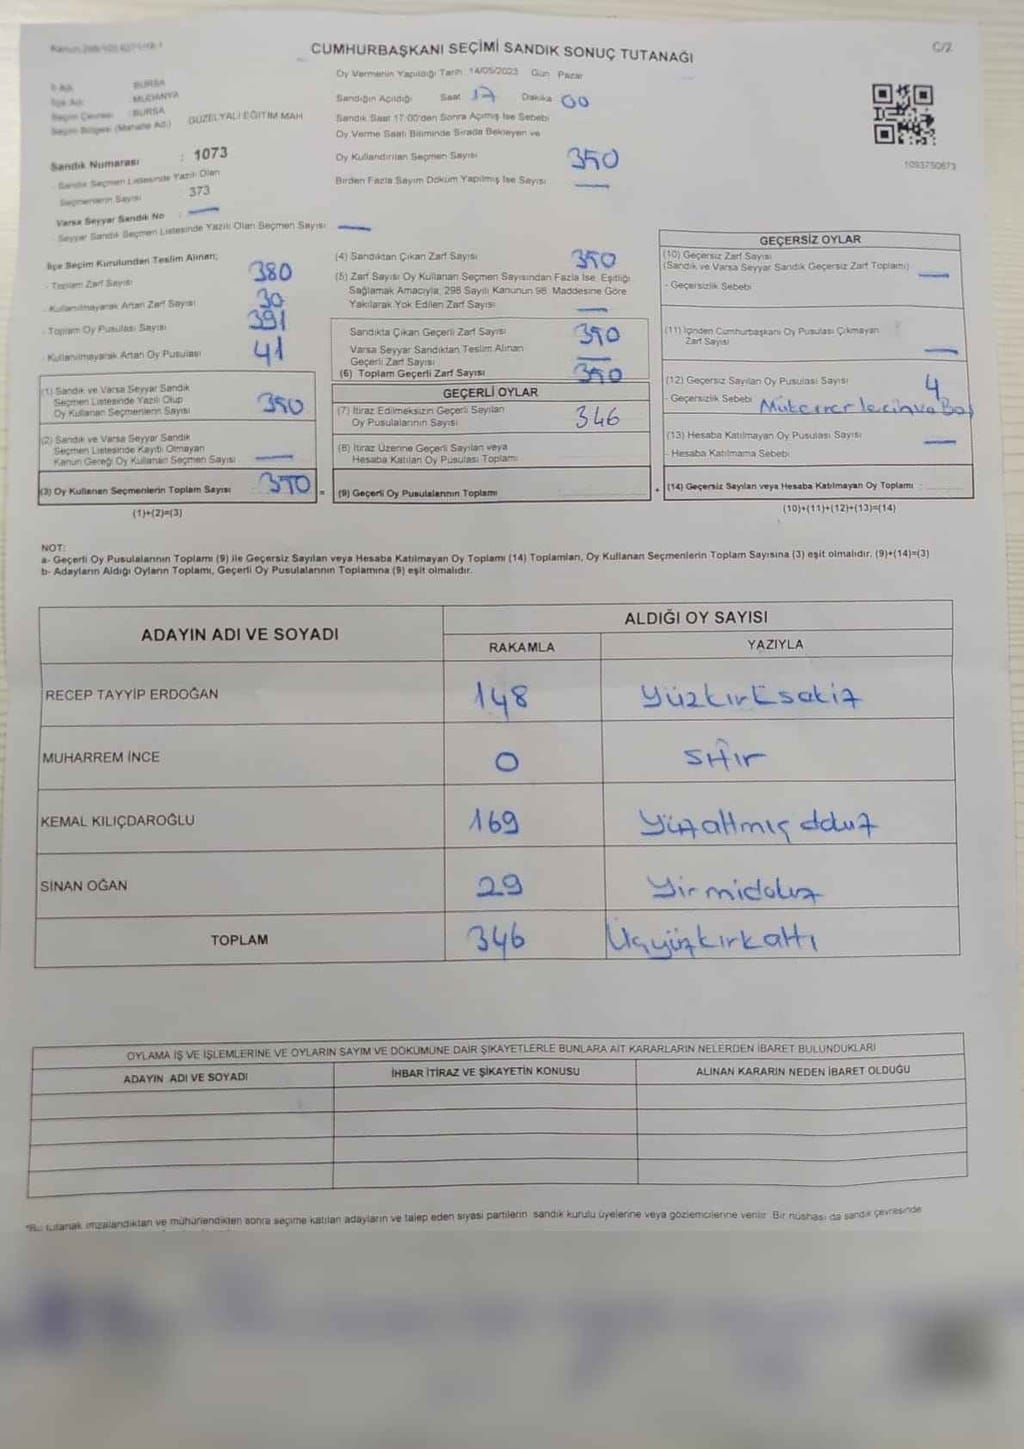 CUMHURBAŞKANI SEÇİMİ SANDIK SONUÇ TUTANAĞI
C/2
İl Adı BURSA
İlçe Adı MUDANYA
Seçim Çevresi BURSA
Seçim Bölgesi (Mahalle Adı) GÜZELYALI EĞİTİM MAH
Sandık Numarası : 1073
- Sandık Seçmen Listesinde Yazılı Olan
Seçmenlerin Sayısı 373
Varsa Seyyar Sandık No : —
- Seyyar Sandık Seçmen Listesinde Yazılı Olan Seçmen Sayısı —
Oy Vermenin Yapıldığı Tarih 14/05/2023 Gün Pazar
Sandığın Açıldığı Saat 17 Dakika 00
Sandık Saat 17:00'den Sonra Açılmış İse Sebebi
Oy Verme Saati Bitiminde Sırada Bekleyen ve
Oy Kullandırılan Seçmen Sayısı 350
Birden Fazla Sayım Döküm Yapılmış İse Sayısı —
1093750873
İlçe Seçim Kurulundan Teslim Alınan;
- Toplam Zarf Sayısı 380
- Kullanılmayarak Artan Zarf Sayısı 30
- Toplam Oy Pusulası Sayısı 391
- Kullanılmayarak Artan Oy Pusulası 41
(1) Sandık ve Varsa Seyyar Sandık
Seçmen Listesinde Yazılı Olup
Oy Kullanan Seçmenlerin Sayısı 350
(2) Sandık ve Varsa Seyyar Sandık
Seçmen Listesinde Kayıtlı Olmayan
Kanun Gereği Oy Kullanan Seçmen Sayısı —
(3) Oy Kullanan Seçmenlerin Toplam Sayısı 350 =
(1)+(2)=(3)
(4) Sandıktan Çıkan Zarf Sayısı 350
(5) Zarf Sayısı Oy Kullanan Seçmen Sayısından Fazla İse, Eşitliği
Sağlamak Amacıyla, 298 Sayılı Kanunun 98. Maddesine Göre
Yakılarak Yok Edilen Zarf Sayısı —
Sandıkta Çıkan Geçerli Zarf Sayısı 350
Varsa Seyyar Sandıktan Teslim Alınan
Geçerli Zarf Sayısı —
(6) Toplam Geçerli Zarf Sayısı 350
GEÇERLİ OYLAR
(7) İtiraz Edilmeksizin Geçerli Sayılan
Oy Pusulalarının Sayısı 346
(8) İtiraz Üzerine Geçerli Sayılan veya
Hesaba Katılan Oy Pusulası Toplamı
(9) Geçerli Oy Pusulalarının Toplamı +
GEÇERSİZ OYLAR
(10) Geçersiz Zarf Sayısı
(Sandık ve Varsa Seyyar Sandık Geçersiz Zarf Toplamı) —
- Geçersizlik Sebebi
(11) İçinden Cumhurbaşkanı Oy Pusulası Çıkmayan
Zarf Sayısı —
(12) Geçersiz Sayılan Oy Pusulası Sayısı 4
- Geçersizlik Sebebi
(13) Hesaba Katılmayan Oy Pusulası Sayısı —
- Hesaba Katılmama Sebebi
(14) Geçersiz Sayılan veya Hesaba Katılmayan Oy Toplamı :
(10)+(11)+(12)+(13)=(14)
NOT:
a- Geçerli Oy Pusulalarının Toplamı (9) ile Geçersiz Sayılan veya Hesaba Katılmayan Oy Toplamı (14) Toplamları, Oy Kullanan Seçmenlerin Toplam Sayısına (3) eşit olmalıdır. (9)+(14)=(3)
b- Adayların Aldığı Oyların Toplamı, Geçerli Oy Pusulalarının Toplamına (9) eşit olmalıdır.
ADAYIN ADI VE SOYADI
ALDIĞI OY SAYISI
RAKAMLA YAZIYLA
RECEP TAYYİP ERDOĞAN 148 Yüzkırksekiz
MUHARREM İNCE 0 Sıfır
KEMAL KILIÇDAROĞLU 169 Yüzaltmışdokuz
SİNAN OĞAN 29 Yirmidokuz
TOPLAM 346 Üçyüzkırkaltı
OYLAMA İŞ VE İŞLEMLERİNE VE OYLARIN SAYIM VE DÖKÜMÜNE DAİR ŞİKAYETLERLE BUNLARA AİT KARARLARIN NELERDEN İBARET BULUNDUKLARI
ADAYIN ADI VE SOYADI İHBAR İTİRAZ VE ŞİKAYETİN KONUSU ALINAN KARARIN NEDEN İBARET OLDUĞU
*Bu tutanak imzalandıktan ve mühürlendikten sonra seçime katılan adayların ve talep eden siyasi partilerin sandık kurulu üyelerine veya gözlemcilerine verilir. Bir nüshası da sandık çevresinde